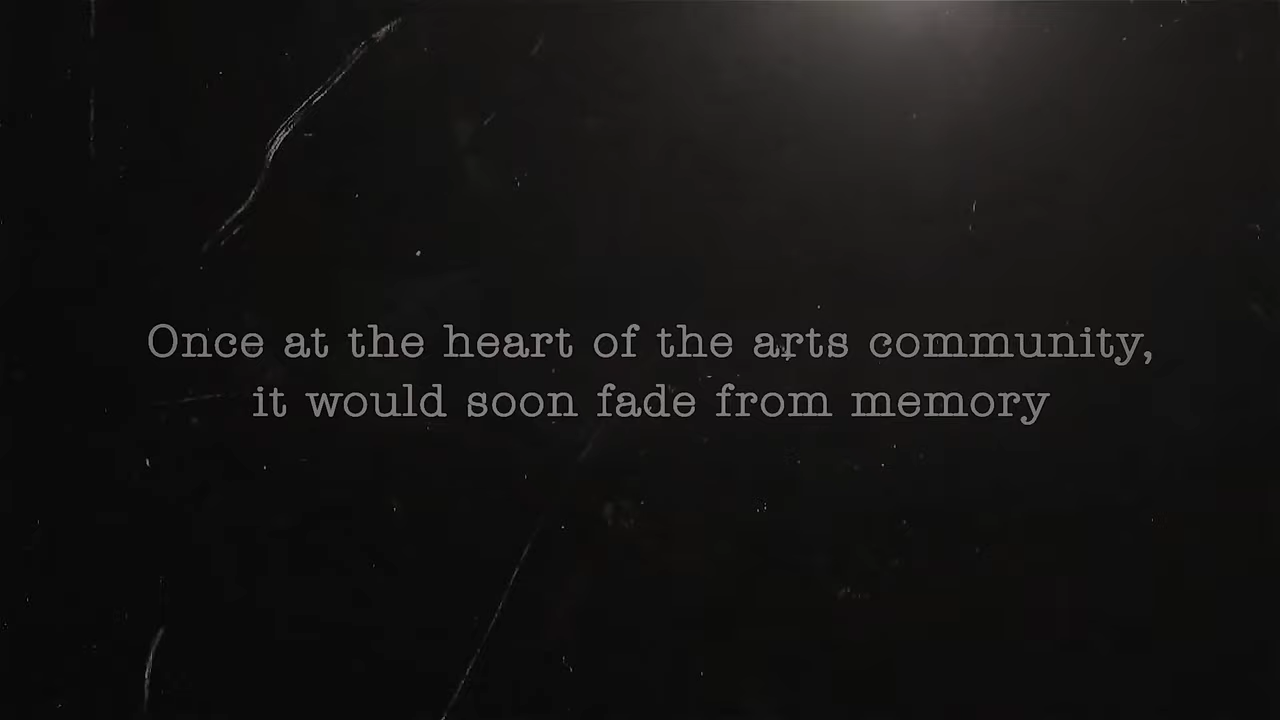 Once at the heart of the arts community,
it would soon fade from memory